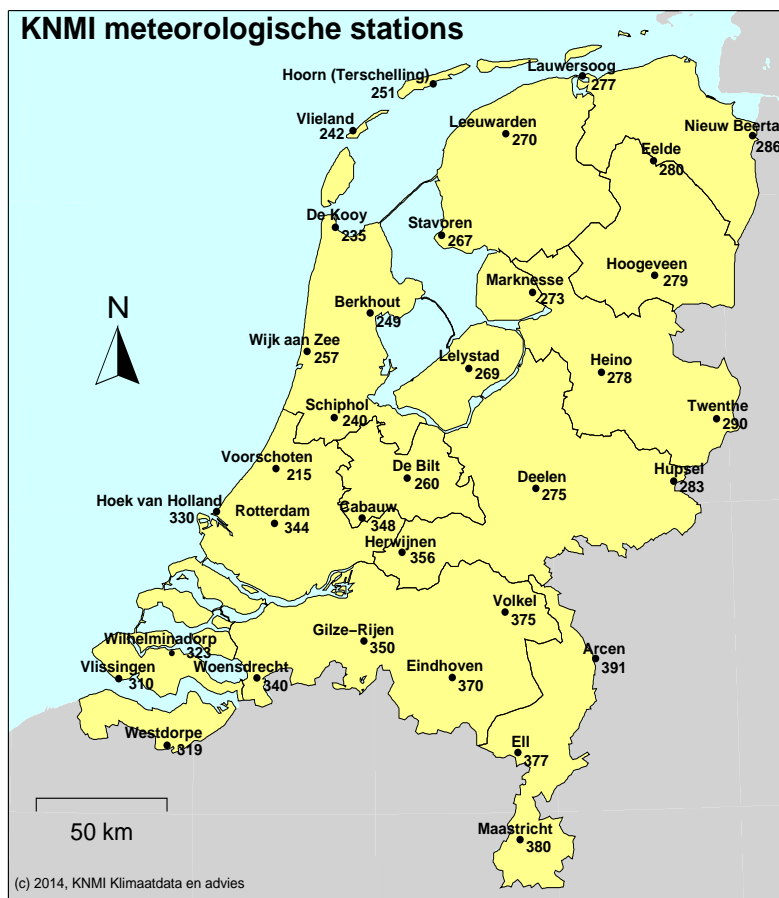 KNMI meteorologische stations
Lauwersoog
277
Hoorn (Terschelling)
251
Vlieland
242
Leeuwarden
270
Nieuw Beerta
286
Eelde
280
De Kooy
235
Stavoren
267
Hoogeveen
279
Marknesse
273
Berkhout
249
N
Wijk aan Zee
257
Lelystad
269
Heino
278
Schiphol
240
Twenthe
290
Voorschoten
215
De Bilt
260
Deelen
275
Hupsel
283
Hoek van Holland
330
Rotterdam
344
Cabauw
348
Herwijnen
356
Volkel
375
Wilhelminadorp
323
Gilze–Rijen
350
Arcen
391
Vlissingen
310
Woensdrecht
340
Eindhoven
370
Westdorpe
319
Ell
377
50 km
Maastricht
380
(c) 2014, KNMI Klimaatdata en advies